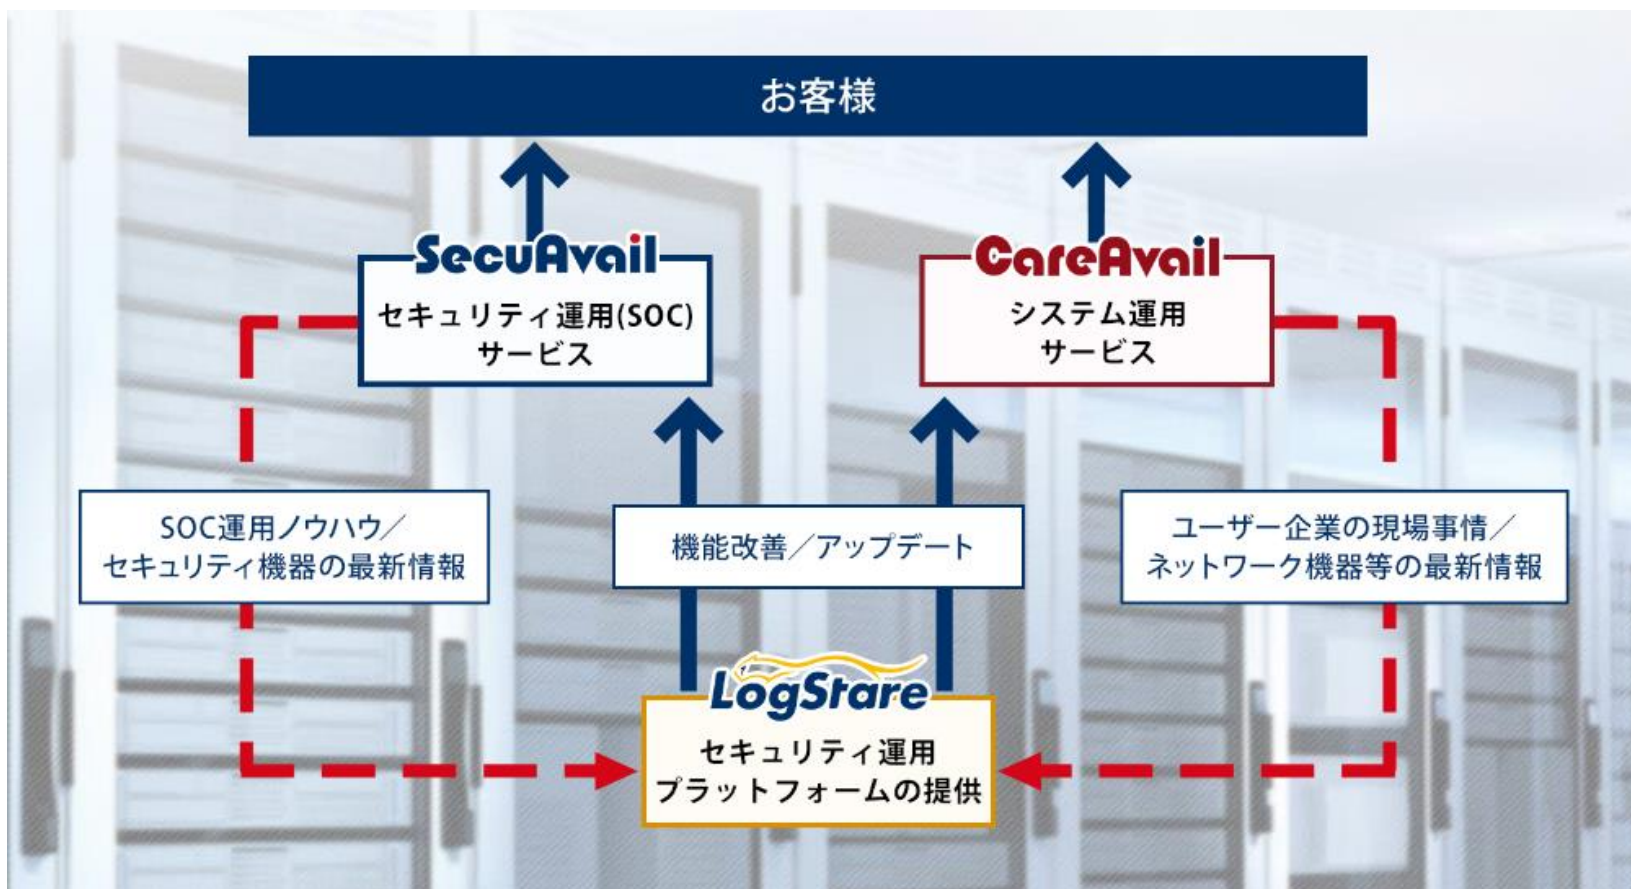 お客様
SecuAvail
セキュリティ運用(SOC)
サービス
CareAvail
システム運用
サービス
SOC運用ノウハウ／
セキュリティ機器の最新情報
機能改善／アップデート
ユーザー企業の現場事情／
ネットワーク機器等の最新情報
LogStare
セキュリティ運用
プラットフォームの提供